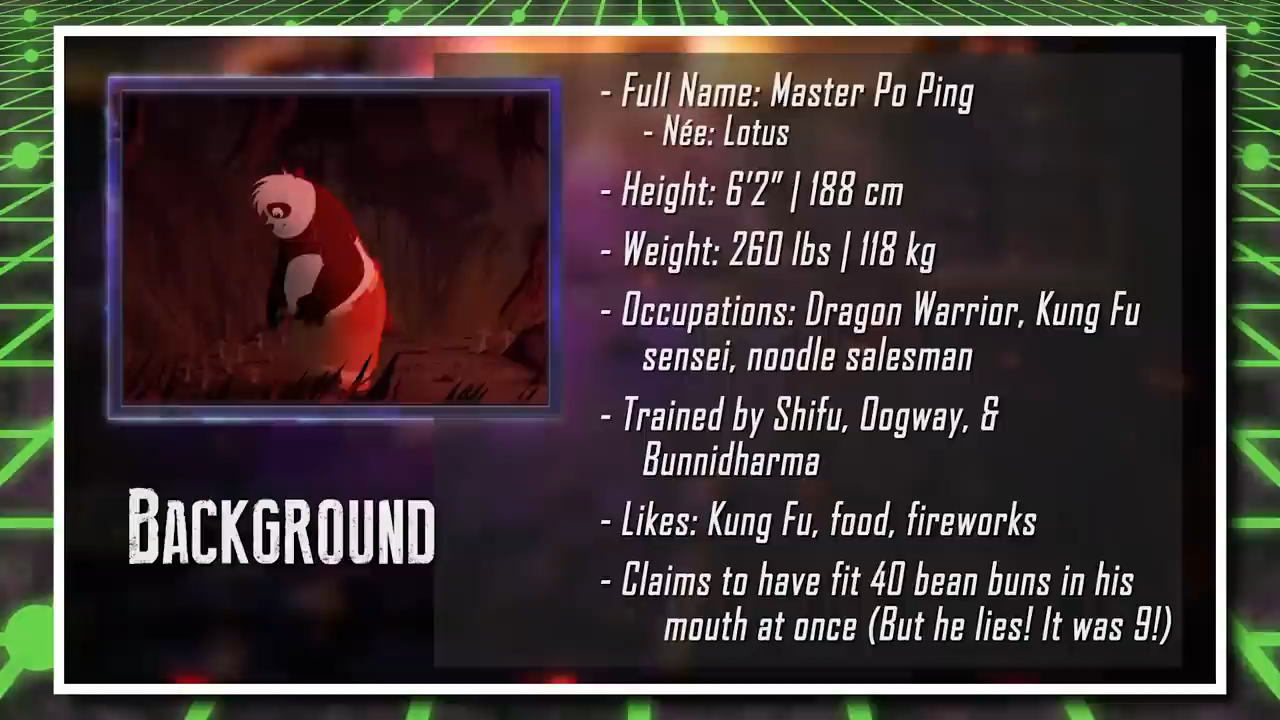 - Full Name: Master Po Ping
- Née: Lotus
- Height: 6'2" | 188 cm
- Weight: 260 lbs | 118 kg
- Occupations: Dragon Warrior, Kung Fu
sensei, noodle salesman
- Trained by Shifu, Oogway, &
Bunnidharma
- Likes: Kung Fu, food, fireworks
- Claims to have fit 40 bean buns in his
mouth at once (But he lies! It was 9!)
Background